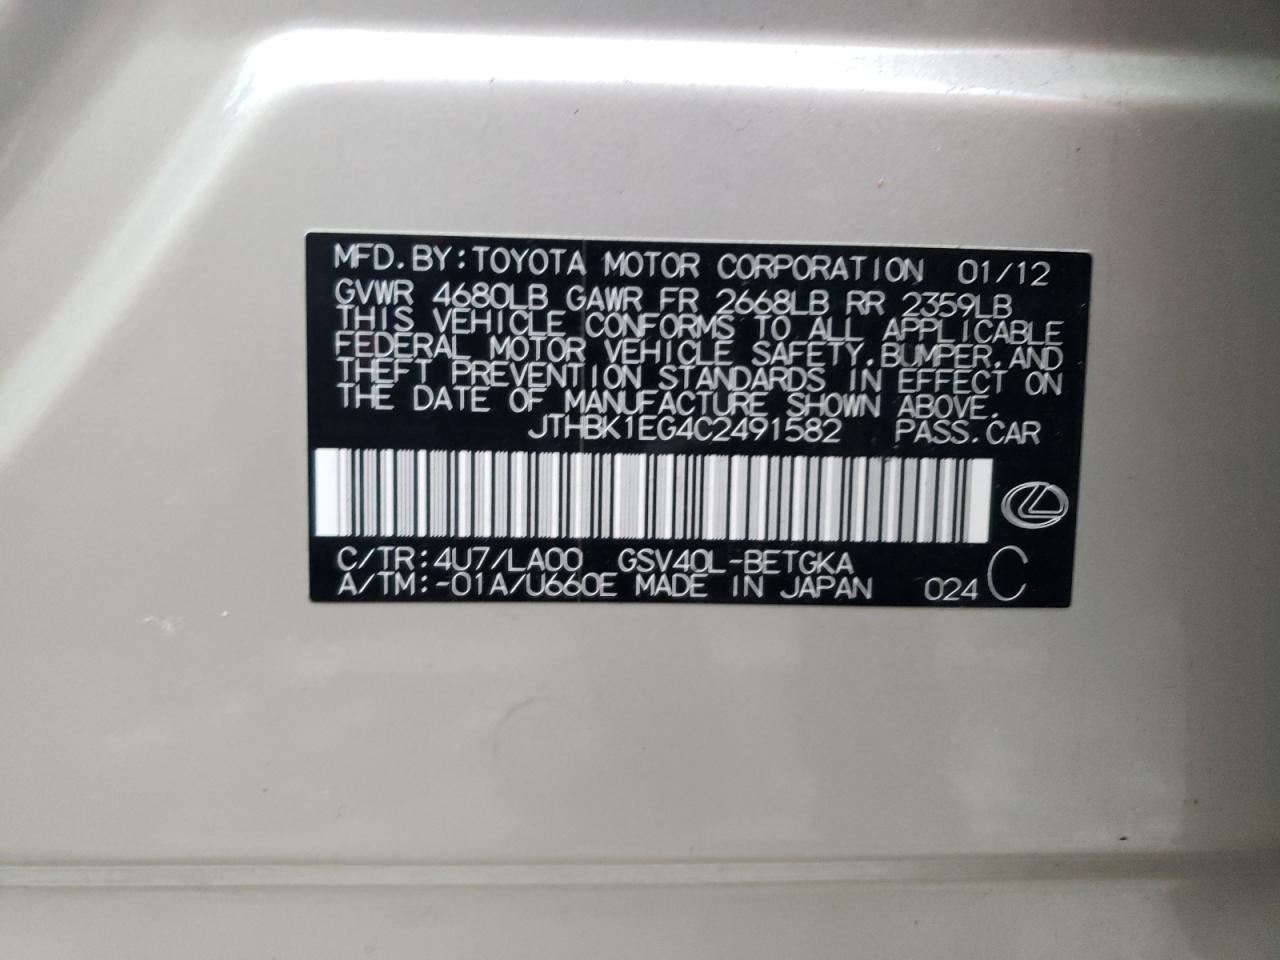 MFD.BY:TOYOTA MOTOR CORPORATION 01/12
GVWR 4680LB GAWR FR 2668LB RR 2359LB
THIS VEHICLE CONFORMS TO ALL APPLICABLE
FEDERAL MOTOR VEHICLE SAFETY,BUMPER,AND
THEFT PREVENTION STANDARDS IN EFFECT ON
THE DATE OF MANUFACTURE SHOWN ABOVE.
JTHBK1EG4C2491582 PASS.CAR
C/TR:4U7/LA00 GSV40L-BETGKA
A/TM:-01A/U660E MADE IN JAPAN 024 C